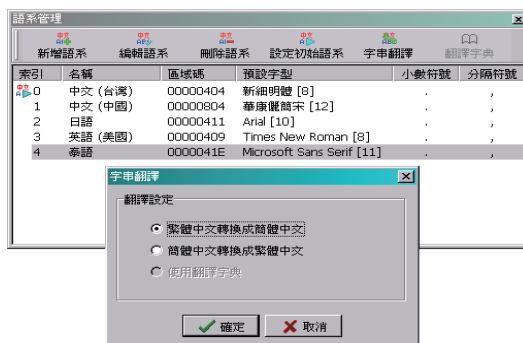 語系管理
新增語系 編輯語系 刪除語系 設定初始語系 字串翻譯 翻譯字典
索引 名稱 區域碼 預設字型 小數符號 分隔符號
0 中文 (台灣) 00000404 新細明體 [8] . ,
1 中文 (中國) 00000804 華康儷簡宋 [12] . ,
2 日語 00000411 Arial [10] . ,
3 英語 (美國) 00000409 Times New Roman [8] . ,
4 泰語 0000041E Microsoft Sans Serif [11] . ,
字串翻譯
翻譯設定
繁體中文轉換成簡體中文
簡體中文轉換成繁體中文
使用翻譯字典
確定 取消